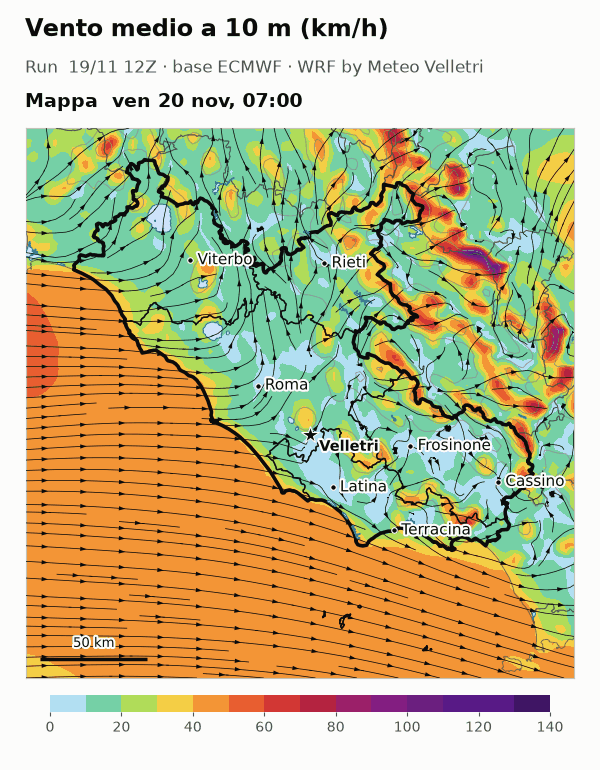 Vento medio a 10 m (km/h)
Run 19/11 12Z · base ECMWF · WRF by Meteo Velletri
Mappa ven 20 nov, 07:00
Viterbo
Rieti
Roma
Velletri
Frosinone
Cassino
Latina
Terracina
50 km
0 20 40 60 80 100 120 140